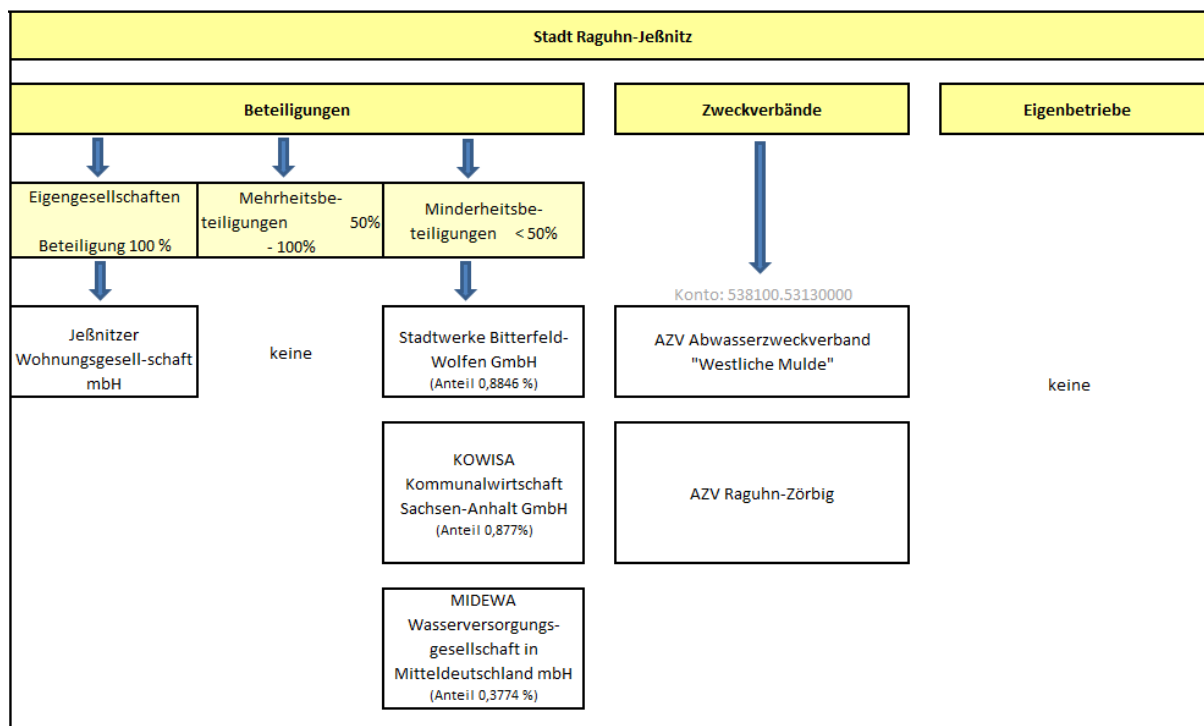 Stadt Raguhn-Jeßnitz
Beteiligungen
Zweckverbände
Eigenbetriebe
Eigengesellschaften
Beteiligung 100 %
Mehrheitsbe-
teiligungen 50%
- 100%
Minderheitsbe-
teiligungen < 50%
Konto: 538100.53130000
Jeßnitzer
Wohnungsgesell-schaft
mbH
keine
Stadtwerke Bitterfeld-
Wolfen GmbH
(Anteil 0,8846 %)
AZV Abwasserzweckverband
"Westliche Mulde"
keine
KOWISA
Kommunalwirtschaft
Sachsen-Anhalt GmbH
(Anteil 0,877%)
AZV Raguhn-Zörbig
MIDEWA
Wasserversorgungs-
gesellschaft in
Mitteldeutschland mbH
(Anteil 0,3774 %)